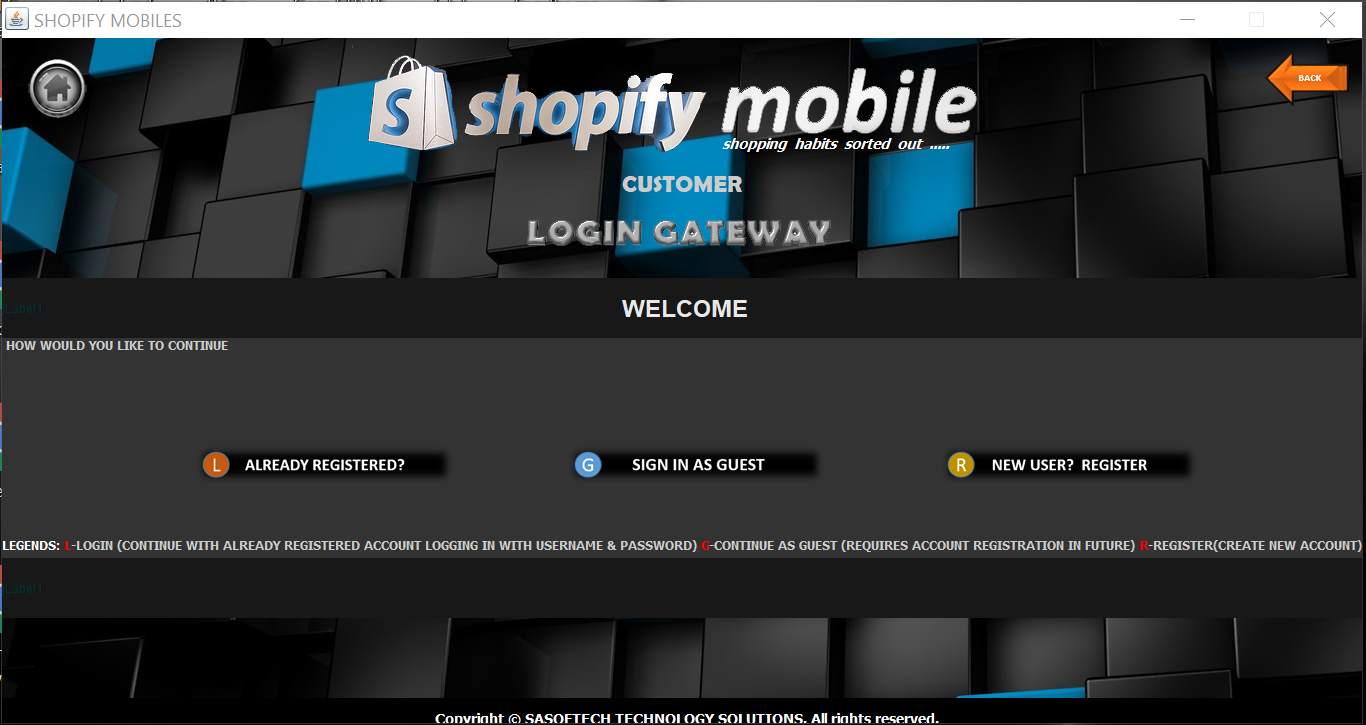 SHOPIFY MOBILES
BACK
S shopify mobile
shopping habits sorted out .....
CUSTOMER
LOGIN GATEWAY
jLabel1
WELCOME
HOW WOULD YOU LIKE TO CONTINUE
L ALREADY REGISTERED?
G SIGN IN AS GUEST
R NEW USER? REGISTER
LEGENDS: L-LOGIN (CONTINUE WITH ALREADY REGISTERED ACCOUNT LOGGING IN WITH USERNAME & PASSWORD) G-CONTINUE AS GUEST (REQUIRES ACCOUNT REGISTRATION IN FUTURE) R-REGISTER(CREATE NEW ACCOUNT)
jLabel1
Copyright © SASOFTECH TECHNOLOGY SOLUTIONS. All rights reserved.